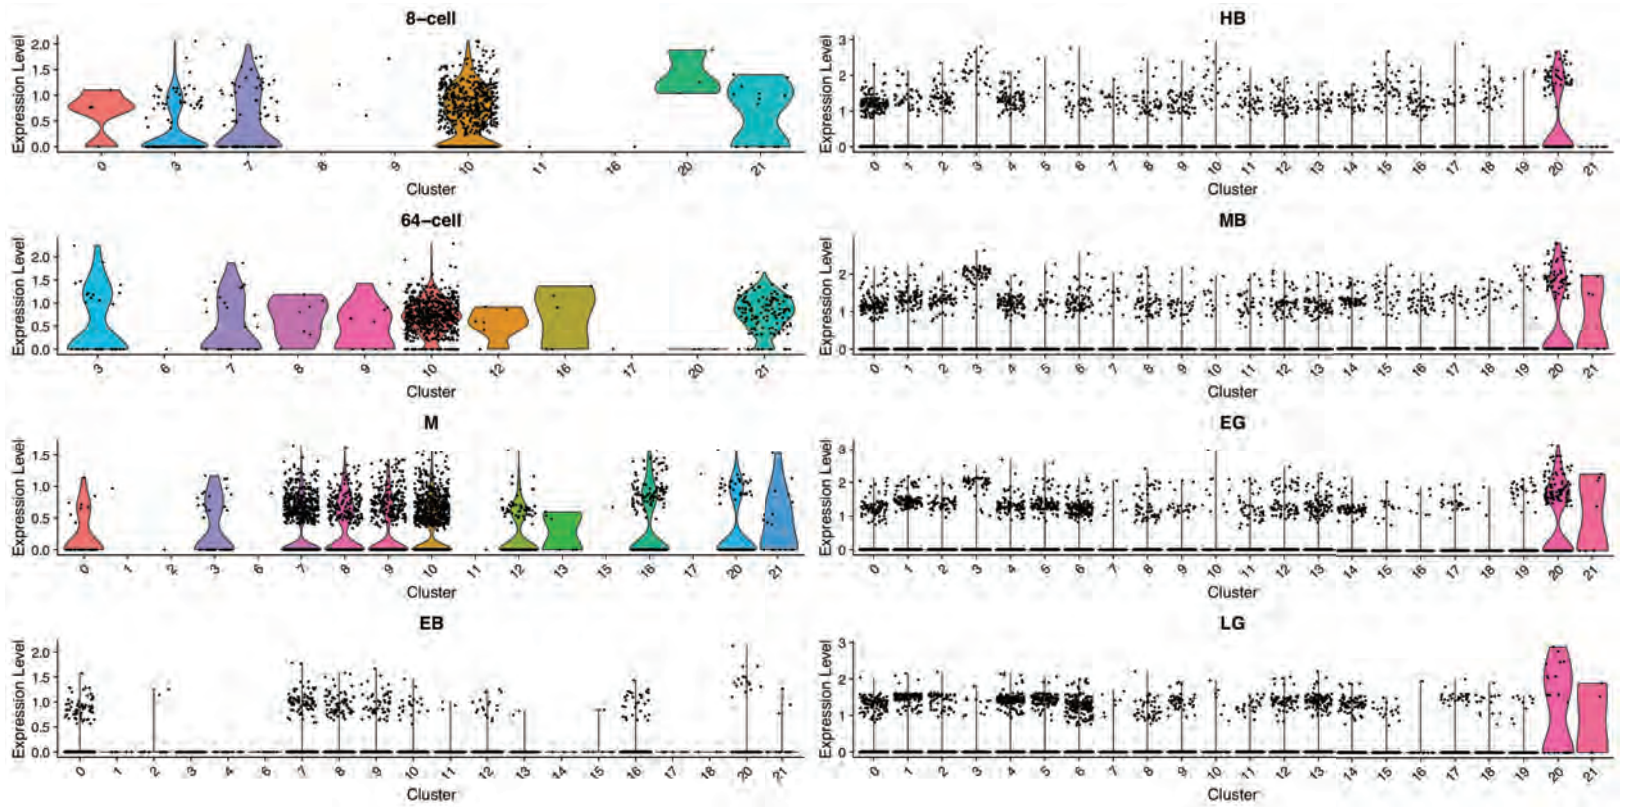 8−cell
Expression Level
2.0
1.5
1.0
0.5
0.0
0 3 7 8 9 10 11 16 20 21
Cluster
64−cell
Expression Level
2.0
1.5
1.0
0.5
0.0
3 6 7 8 9 10 12 16 17 20 21
Cluster
M
Expression Level
1.5
1.0
0.5
0.0
0 1 2 3 6 7 8 9 10 11 12 13 15 16 17 20 21
Cluster
EB
Expression Level
2.0
1.5
1.0
0.5
0.0
0 1 2 3 4 6 7 8 9 10 11 12 13 15 16 17 18 20 21
Cluster
HB
Expression Level
3
2
1
0
0 1 2 3 4 5 6 7 8 9 10 11 12 13 14 15 16 17 18 19 20 21
Cluster
MB
Expression Level
2
1
0
0 1 2 3 4 5 6 7 8 9 10 11 12 13 14 15 16 17 18 19 20 21
Cluster
EG
Expression Level
3
2
1
0
0 1 2 3 4 5 6 7 8 9 10 11 12 13 14 15 16 17 18 19 20 21
Cluster
LG
Expression Level
3
2
1
0
0 1 2 3 4 5 6 7 8 9 10 11 12 13 14 15 16 17 18 19 20 21
Cluster